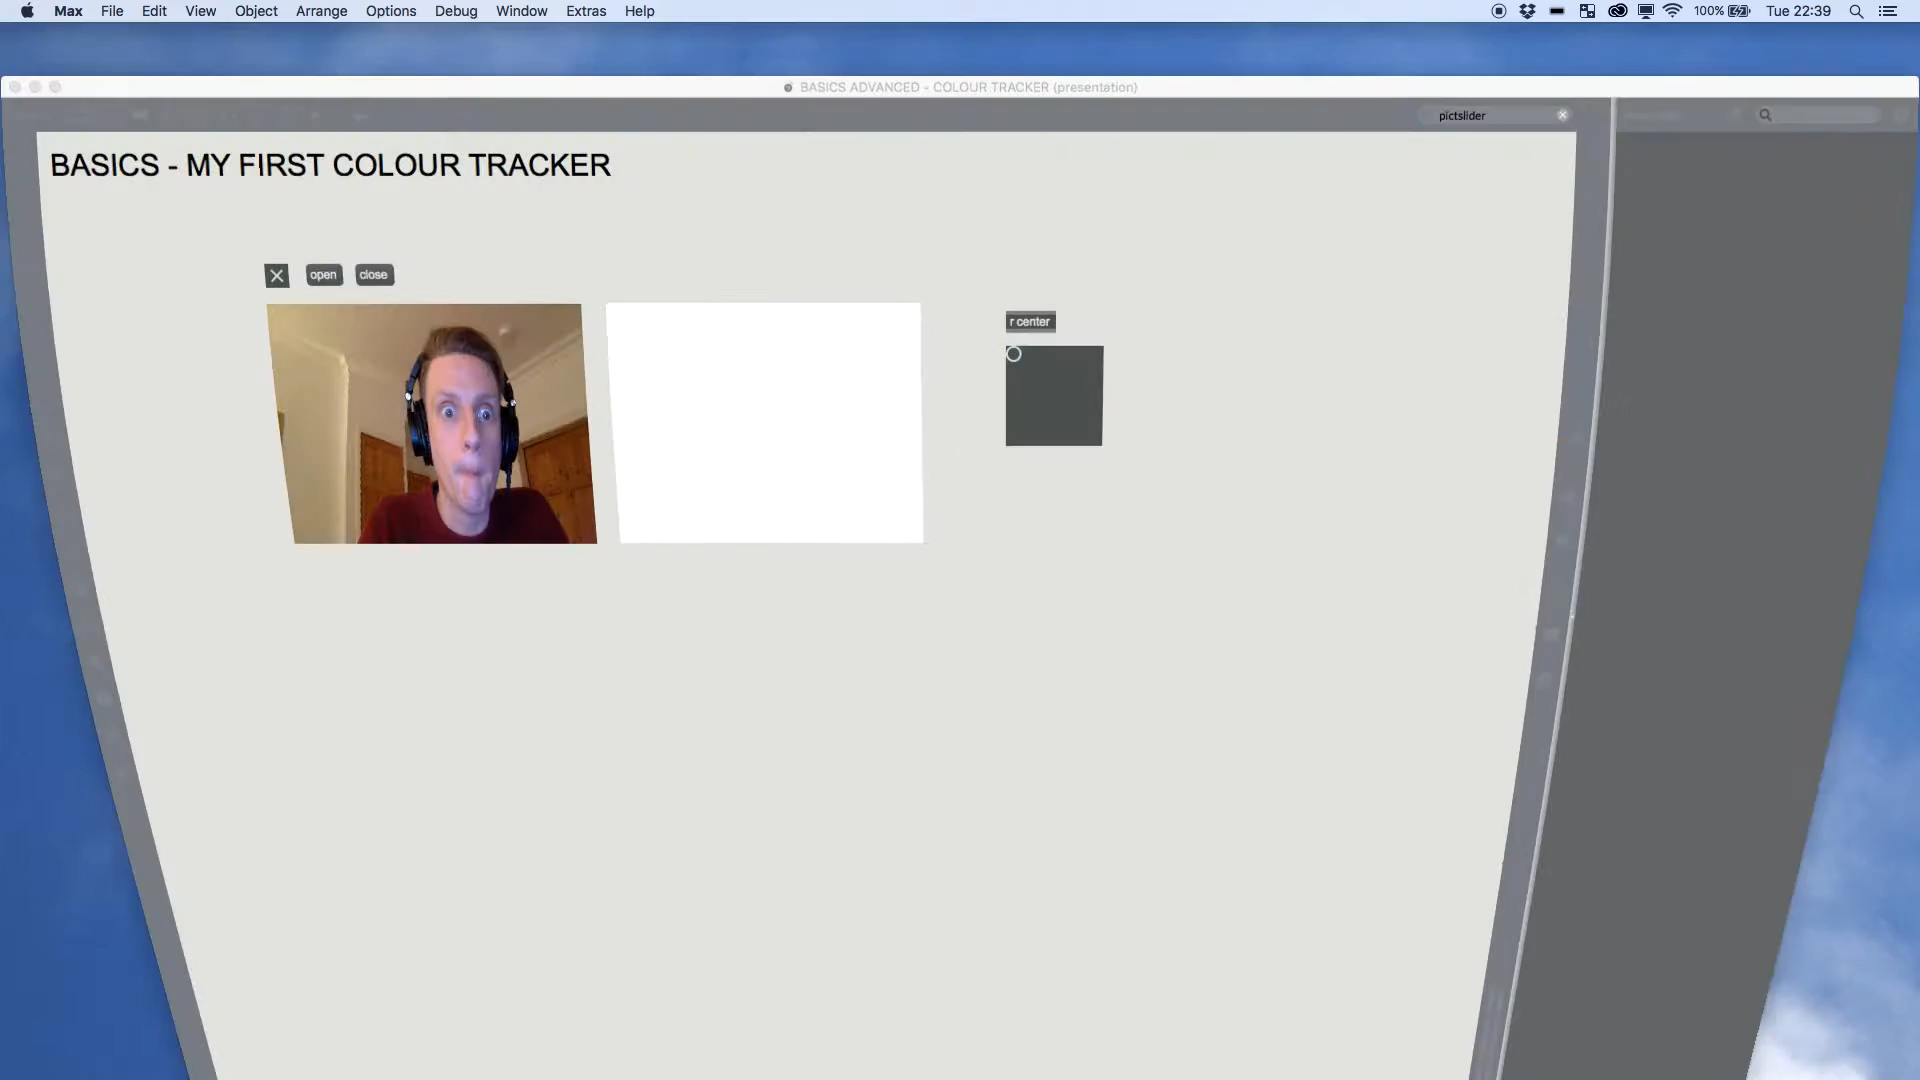 Max File Edit View Object Arrange Options Debug Window Extras Help 100% Tue 22:39
BASICS ADVANCED - COLOUR TRACKER (presentation)
pictslider
BASICS - MY FIRST COLOUR TRACKER
open close
r center